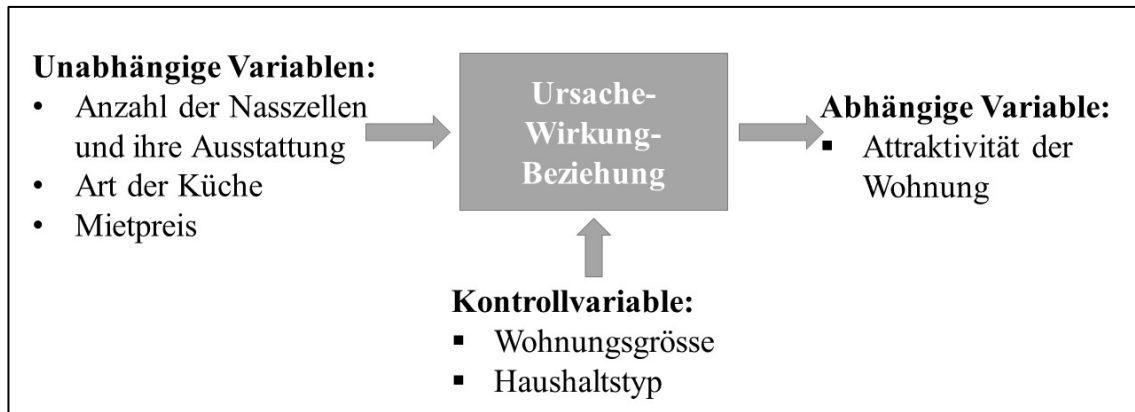 Unabhängige Variablen:
• Anzahl der Nasszellen
und ihre Ausstattung
• Art der Küche
• Mietpreis
Ursache-
Wirkung-
Beziehung
Abhängige Variable:
▪ Attraktivität der
Wohnung
Kontrollvariable:
▪ Wohnungsgrösse
▪ Haushaltstyp